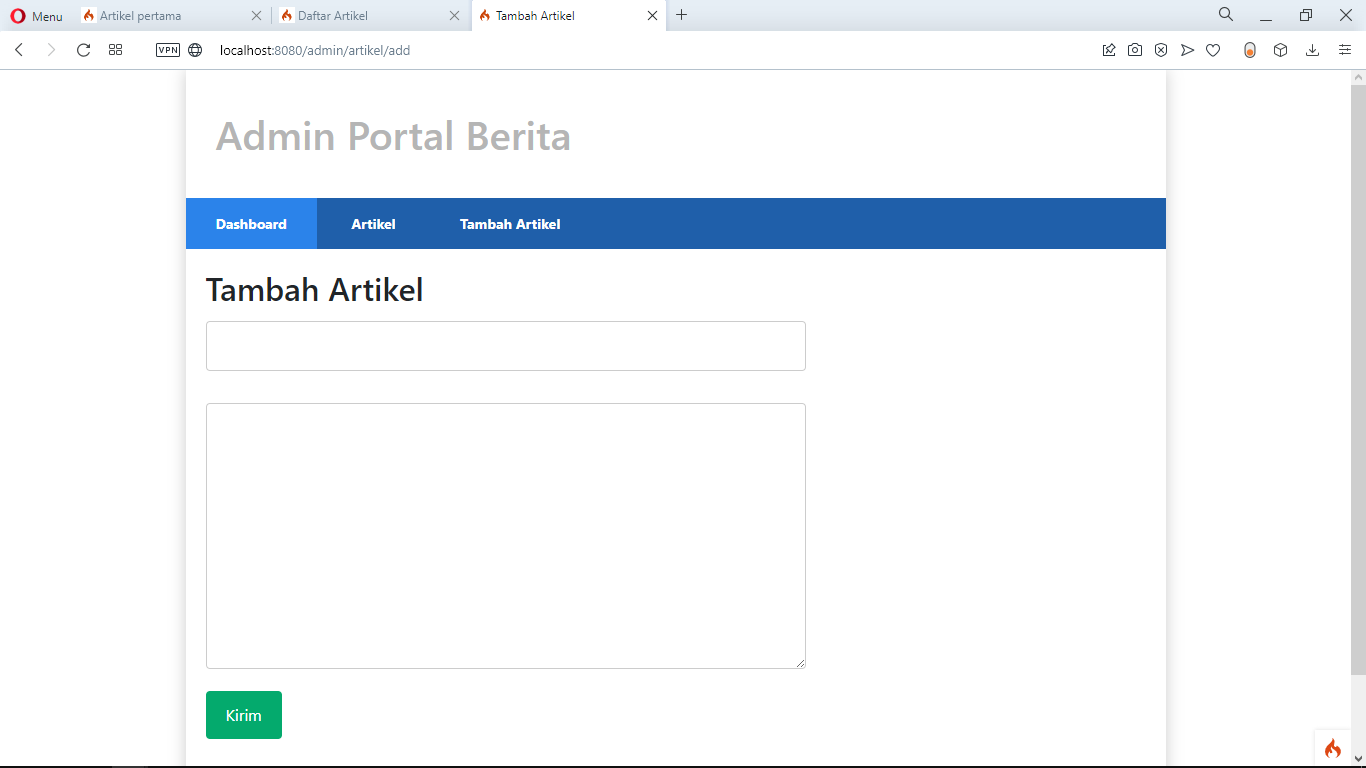 Menu
Artikel pertama
Daftar Artikel
Tambah Artikel
VPN
localhost:8080/admin/artikel/add
Admin Portal Berita
Dashboard
Artikel
Tambah Artikel
Tambah Artikel
Kirim